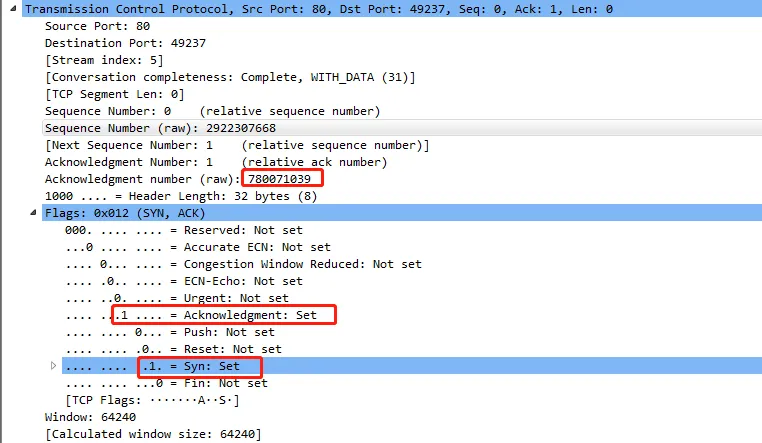 Transmission Control Protocol, Src Port: 80, Dst Port: 49237, Seq: 0, Ack: 1, Len: 0
Source Port: 80
Destination Port: 49237
[Stream index: 5]
[Conversation completeness: Complete, WITH_DATA (31)]
[TCP Segment Len: 0]
Sequence Number: 0    (relative sequence number)
Sequence Number (raw): 2922307668
[Next Sequence Number: 1    (relative sequence number)]
Acknowledgment Number: 1    (relative ack number)
Acknowledgment number (raw): 780071039
1000 .... = Header Length: 32 bytes (8)
Flags: 0x012 (SYN, ACK)
000. .... .... = Reserved: Not set
...0 .... .... = Accurate ECN: Not set
.... 0... .... = Congestion Window Reduced: Not set
.... .0.. .... = ECN-Echo: Not set
.... ..0. .... = Urgent: Not set
.... ...1 .... = Acknowledgment: Set
.... .... 0... = Push: Not set
.... .... .0.. = Reset: Not set
.... .... ..1. = Syn: Set
.... .... ...0 = Fin: Not set
[TCP Flags: ·······A··S·]
Window: 64240
[Calculated window size: 64240]